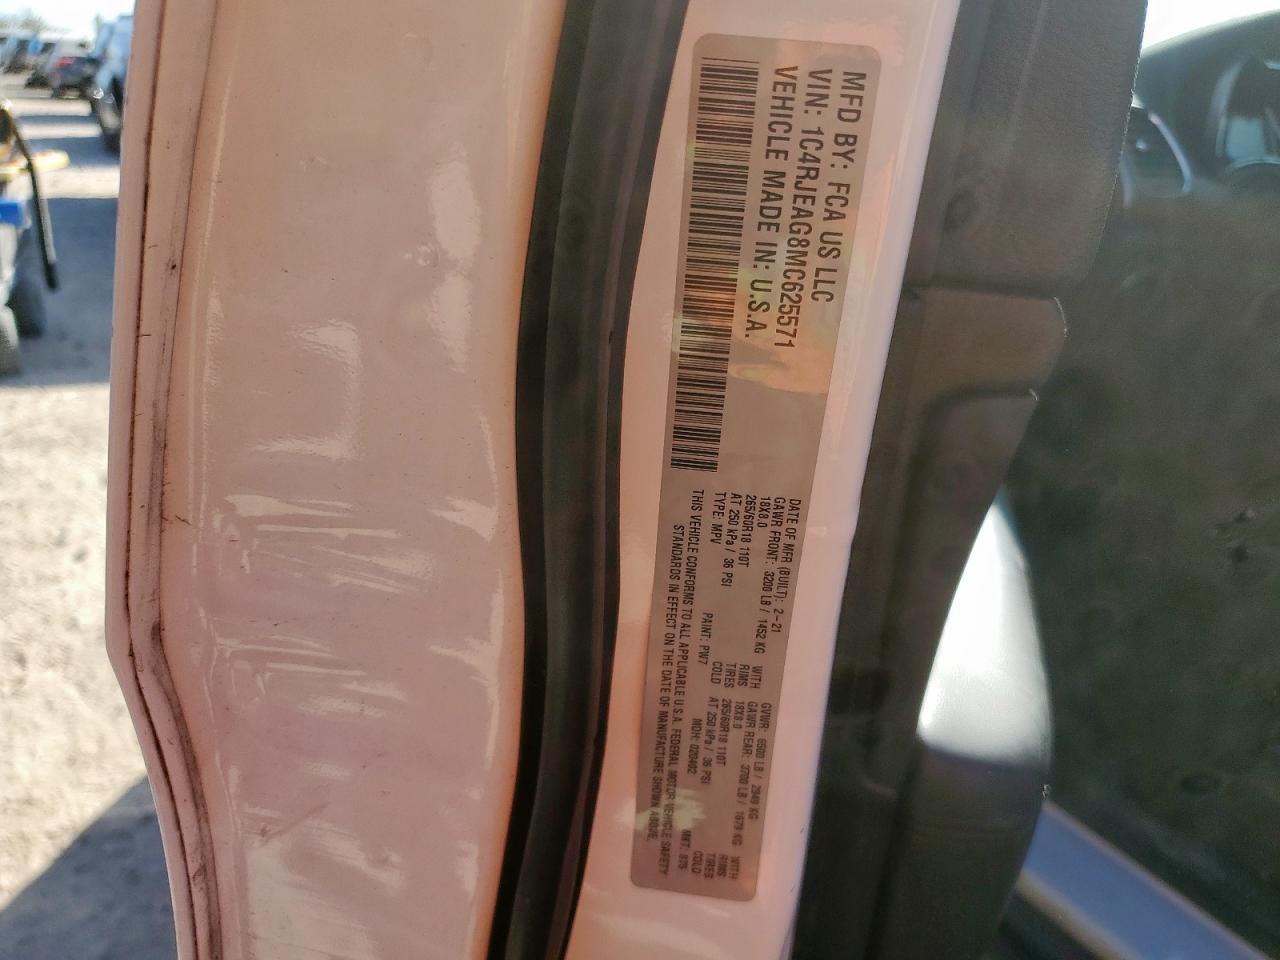 MFD BY: FCA US LLC
VIN: 1C4RJEAG8MC625571
VEHICLE MADE IN: U.S.A.
DATE OF MFR (BUILT): 2-21 GVWR: 6500 LB / 2949 KG
GAWR FRONT: 3200 LB / 1452 KG WITH GAWR REAR: 3700 LB / 1679 KG WITH
18X8.0 RIMS 18X8.0 RIMS
265/60R18 110T TIRES 265/60R18 110T TIRES
AT 250 kPa / 36 PSI COLD AT 250 kPa / 36 PSI COLD
TYPE: MPV PAINT: PW7 MDH: 020402 MKT:
THIS VEHICLE CONFORMS TO ALL APPLICABLE U.S.A. FEDERAL MOTOR VEHICLE SAFETY
STANDARDS IN EFFECT ON THE DATE OF MANUFACTURE SHOWN ABOVE.